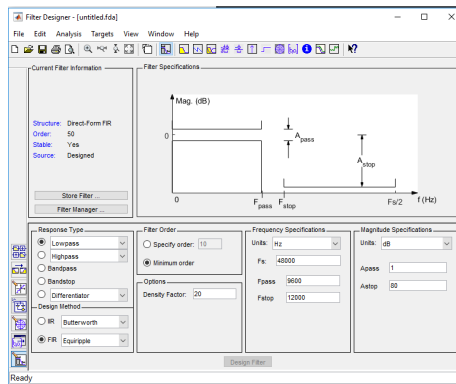 Filter Designer - [untitled.fda]
File Edit Analysis Targets View Window Help
Current Filter Information
Structure: Direct-Form FIR
Order: 50
Stable: Yes
Source: Designed
Store Filter ...
Filter Manager ...
Filter Specifications
Mag. (dB)
0
Apass
Astop
0 Fpass Fstop Fs/2 f (Hz)
Response Type
Lowpass
Highpass
Bandpass
Bandstop
Differentiator
Design Method
IIR Butterworth
FIR Equiripple
Filter Order
Specify order: 10
Minimum order
Options
Density Factor: 20
Frequency Specifications
Units: Hz
Fs: 48000
Fpass 9600
Fstop 12000
Magnitude Specifications
Units: dB
Apass 1
Astop 80
Design Filter
Ready